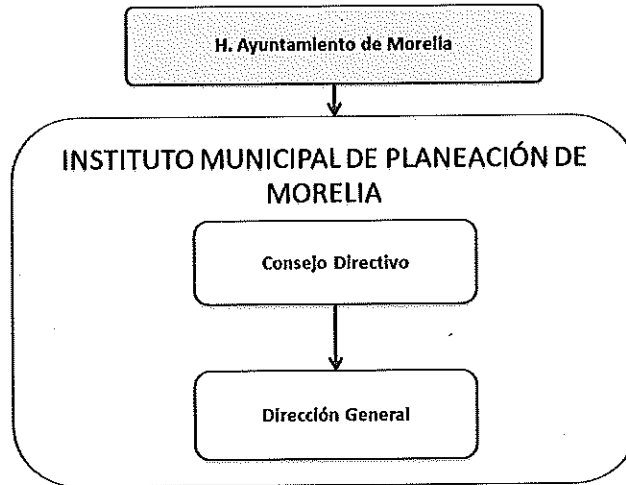 H. Ayuntamiento de Morelia
INSTITUTO MUNICIPAL DE PLANEACIÓN DE
MORELIA
Consejo Directivo
Dirección General